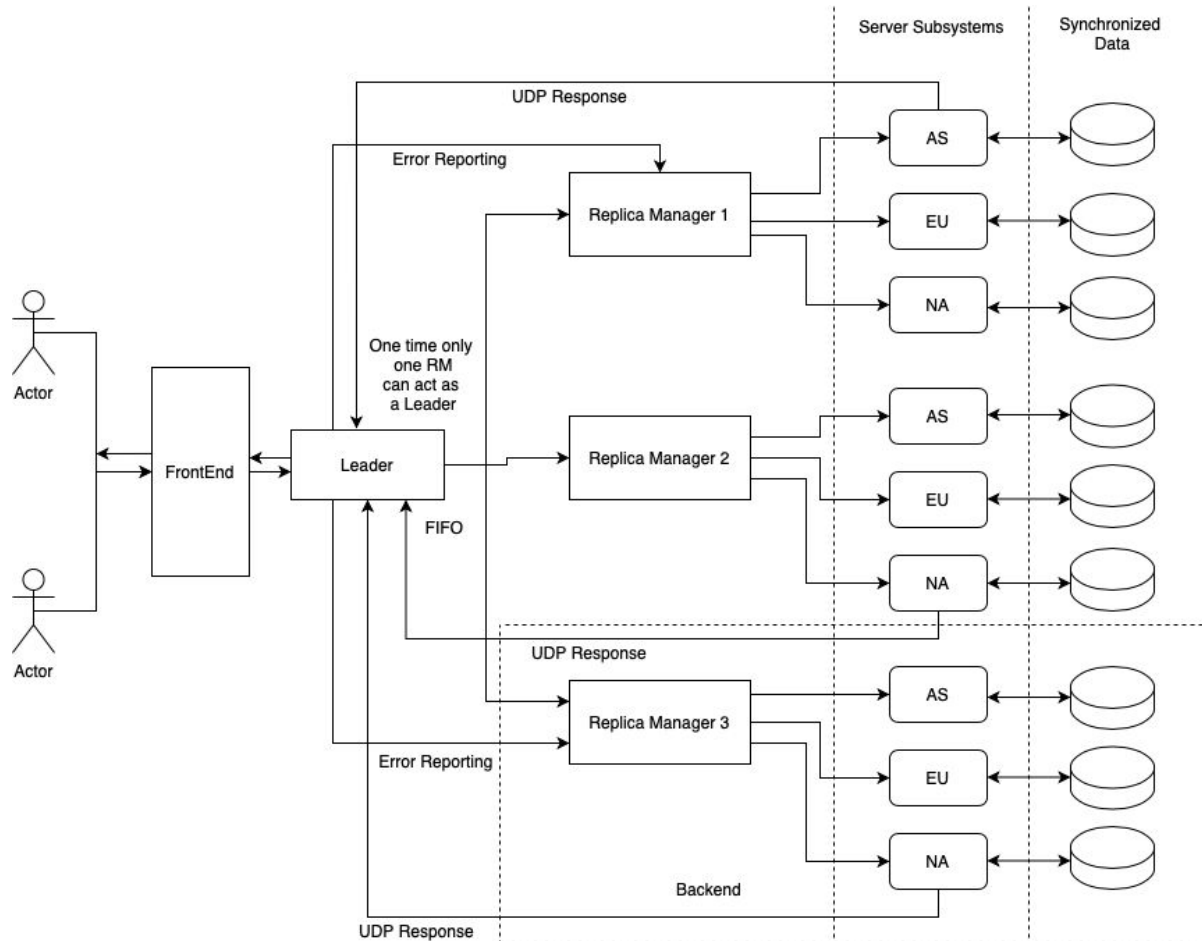 Server Subsystems
Synchronized
Data
UDP Response
AS
Error Reporting
Replica Manager 1
EU
NA
One time only
one RM
can act as
a Leader
Actor
AS
FrontEnd
Leader
Replica Manager 2
EU
FIFO
NA
Actor
UDP Response
AS
Replica Manager 3
Error Reporting
EU
NA
Backend
UDP Response